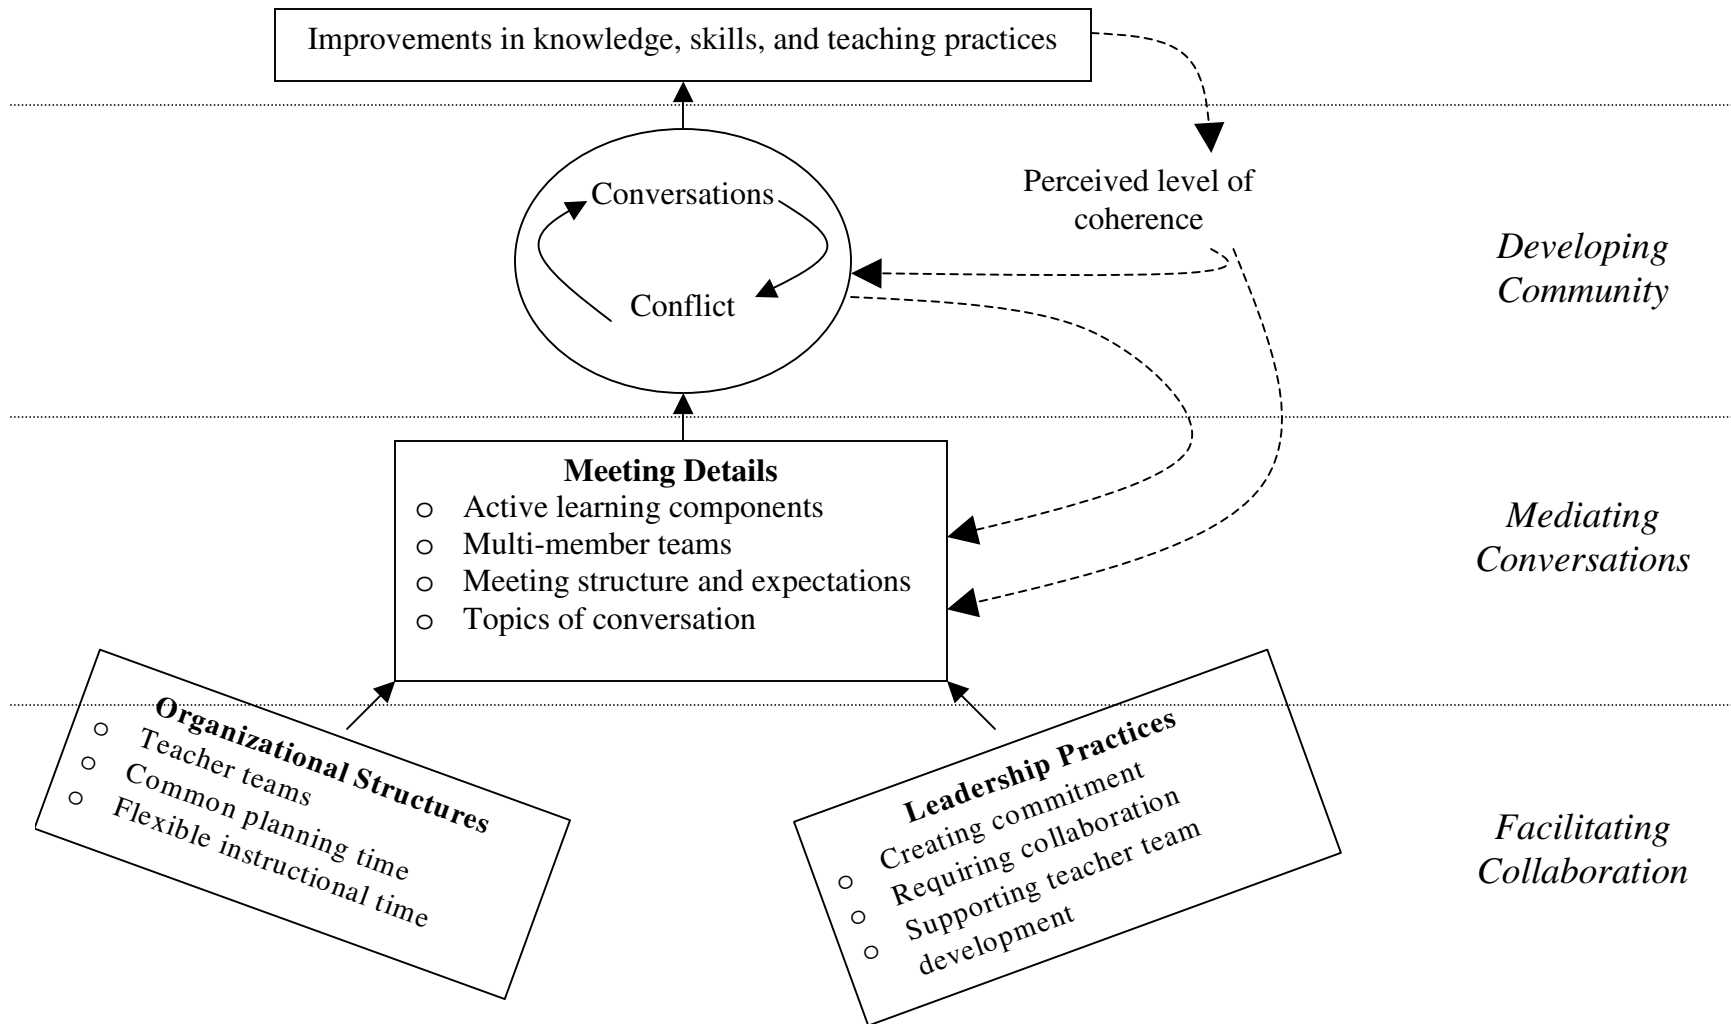 Improvements in knowledge, skills, and teaching practices
Conversations
Conflict
Perceived level of
coherence
Developing
Community
Meeting Details
o Active learning components
o Multi-member teams
o Meeting structure and expectations
o Topics of conversation
Mediating
Conversations
Organizational Structures
o Teacher teams
o Common planning time
o Flexible instructional time
Leadership Practices
o Creating commitment
o Requiring collaboration
o Supporting teacher team
development
Facilitating
Collaboration